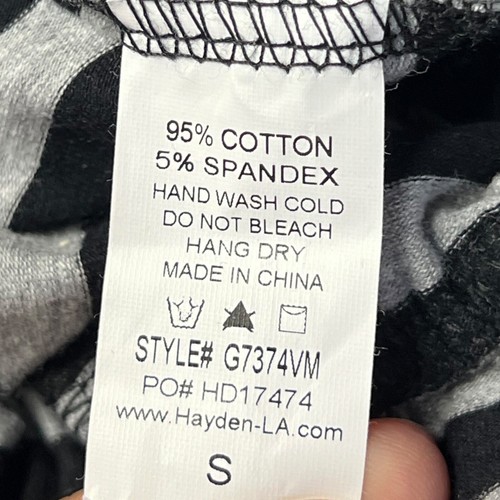 95% COTTON
5% SPANDEX
HAND WASH COLD
DO NOT BLEACH
HANG DRY
MADE IN CHINA
STYLE# G7374VM
PO# HD17474
www.Hayden-LA.com
S